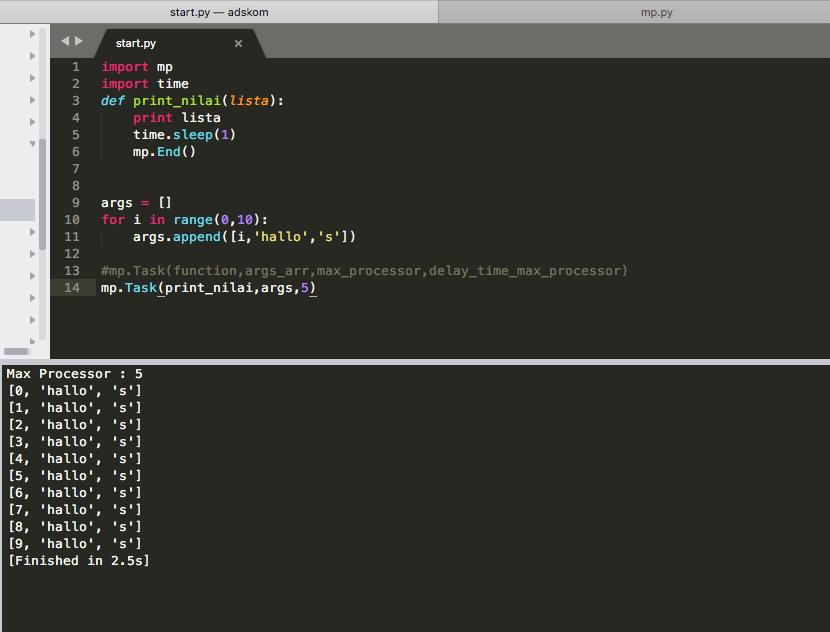 start.py — adskom
mp.py
start.py ×
1 import mp
2 import time
3 def print_nilai(lista):
4     print lista
5     time.sleep(1)
6     mp.End()
7
8
9 args = []
10 for i in range(0,10):
11     args.append([i,'hallo','s'])
12
13 #mp.Task(function,args_arr,max_processor,delay_time_max_processor)
14 mp.Task(print_nilai,args,5)
Max Processor : 5
[0, 'hallo', 's']
[1, 'hallo', 's']
[2, 'hallo', 's']
[3, 'hallo', 's']
[4, 'hallo', 's']
[5, 'hallo', 's']
[6, 'hallo', 's']
[7, 'hallo', 's']
[8, 'hallo', 's']
[9, 'hallo', 's']
[Finished in 2.5s]